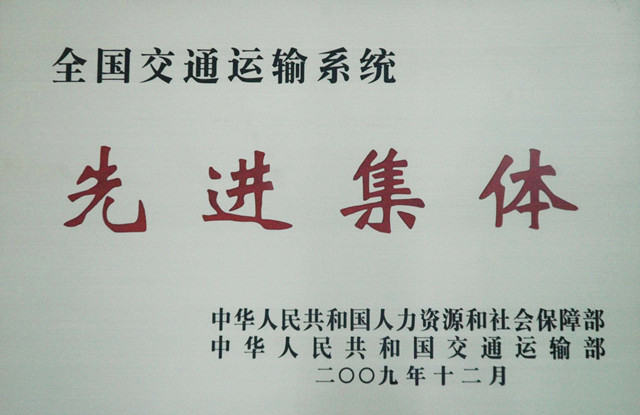 全国交通运输系统
先进集体
中华人民共和国人力资源和社会保障部
中华人民共和国交通运输部
二〇〇九年十二月